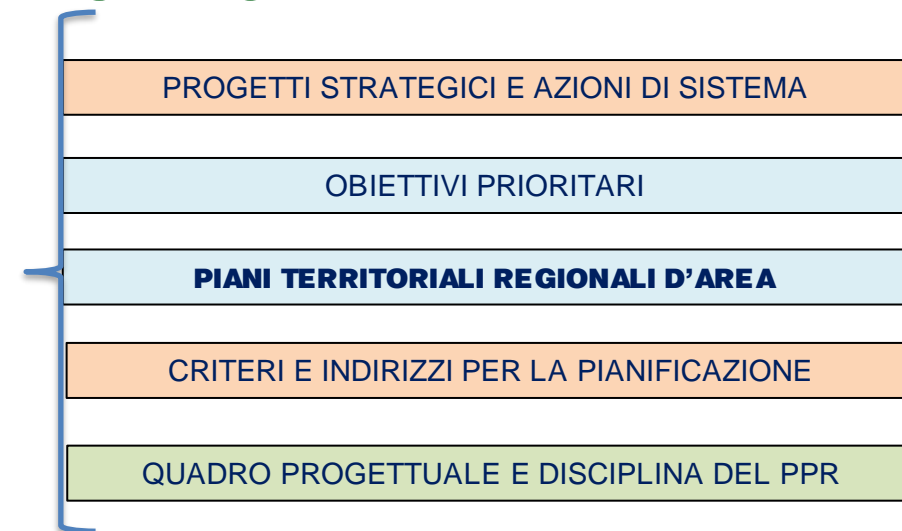 PROGETTI STRATEGICI E AZIONI DI SISTEMA
OBIETTIVI PRIORITARI
PIANI TERRITORIALI REGIONALI D'AREA
CRITERI E INDIRIZZI PER LA PIANIFICAZIONE
QUADRO PROGETTUALE E DISCIPLINA DEL PPR